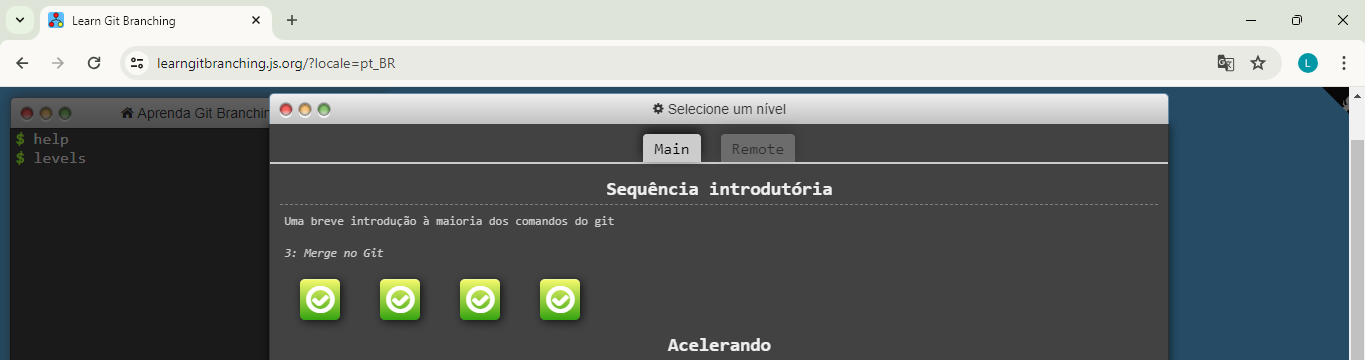 Learn Git Branching
learngitbranching.js.org/?locale=pt_BR
L
Aprenda Git Branchin
$ help
$ levels
Selecione um nível
Main
Remote
Sequência introdutória
Uma breve introdução à maioria dos comandos do git
3: Merge no Git
Acelerando